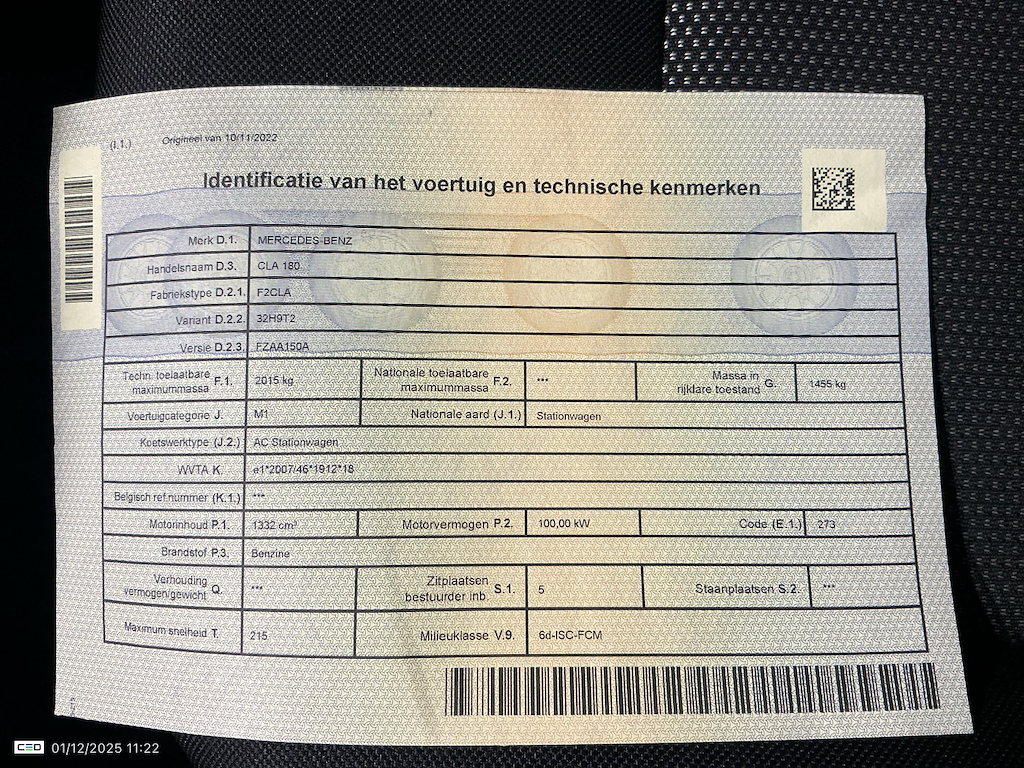 (I.1.) Origineel van 10/11/2022
Identificatie van het voertuig en technische kenmerken
Merk D.1. MERCEDES-BENZ
Handelsnaam D.3. CLA 180
Fabriekstype D.2.1. F2CLA
Variant D.2.2. 32H9T2
Versie D.2.3. FZAA150A
Techn. toelaatbare maximummassa F.1. 2015 kg Nationale toelaatbare maximummassa F.2. *** Massa in rijklare toestand G. 1455 kg
Voertuigcategorie J. M1 Nationale aard (J.1.) Stationwagen
Koetswerktype (J.2.) AC Stationwagen
WVTA K. e1*2007/46*1912*18
Belgisch ref.nummer (K.1.) ***
Motorinhoud P.1. 1332 cm³ Motorvermogen P.2. 100,00 kW Code (E.1.) 273
Brandstof P.3. Benzine
Verhouding vermogen/gewicht Q. *** Zitplaatsen bestuurder inb. S.1. 5 Staanplaatsen S.2. ***
Maximum snelheid T. 215 Milieuklasse V.9. 6d-ISC-FCM
CED 01/12/2025 11:22